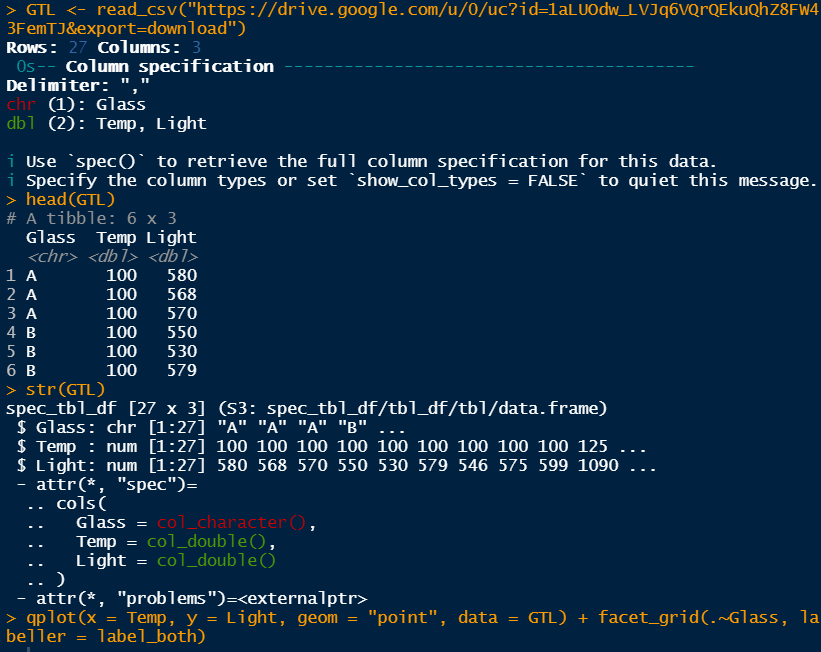 > GTL <- read_csv("https://drive.google.com/u/0/uc?id=1aLUOdw_LVJq6VQrQEkuQhZ8FW4
3FemTJ&export=download")
Rows: 27 Columns: 3
 0s-- Column specification -----------------------------------------
Delimiter: ","
chr (1): Glass
dbl (2): Temp, Light

i Use `spec()` to retrieve the full column specification for this data.
i Specify the column types or set `show_col_types = FALSE` to quiet this message.
> head(GTL)
# A tibble: 6 x 3
  Glass  Temp Light
  <chr> <dbl> <dbl>
1 A       100   580
2 A       100   568
3 A       100   570
4 B       100   550
5 B       100   530
6 B       100   579
> str(GTL)
spec_tbl_df [27 x 3] (S3: spec_tbl_df/tbl_df/tbl/data.frame)
 $ Glass: chr [1:27] "A" "A" "A" "B" ...
 $ Temp : num [1:27] 100 100 100 100 100 100 100 100 100 125 ...
 $ Light: num [1:27] 580 568 570 550 530 579 546 575 599 1090 ...
 - attr(*, "spec")=
  .. cols(
  ..   Glass = col_character(),
  ..   Temp = col_double(),
  ..   Light = col_double()
  .. )
 - attr(*, "problems")=<externalptr>
> qplot(x = Temp, y = Light, geom = "point", data = GTL) + facet_grid(.~Glass, la
beller = label_both)